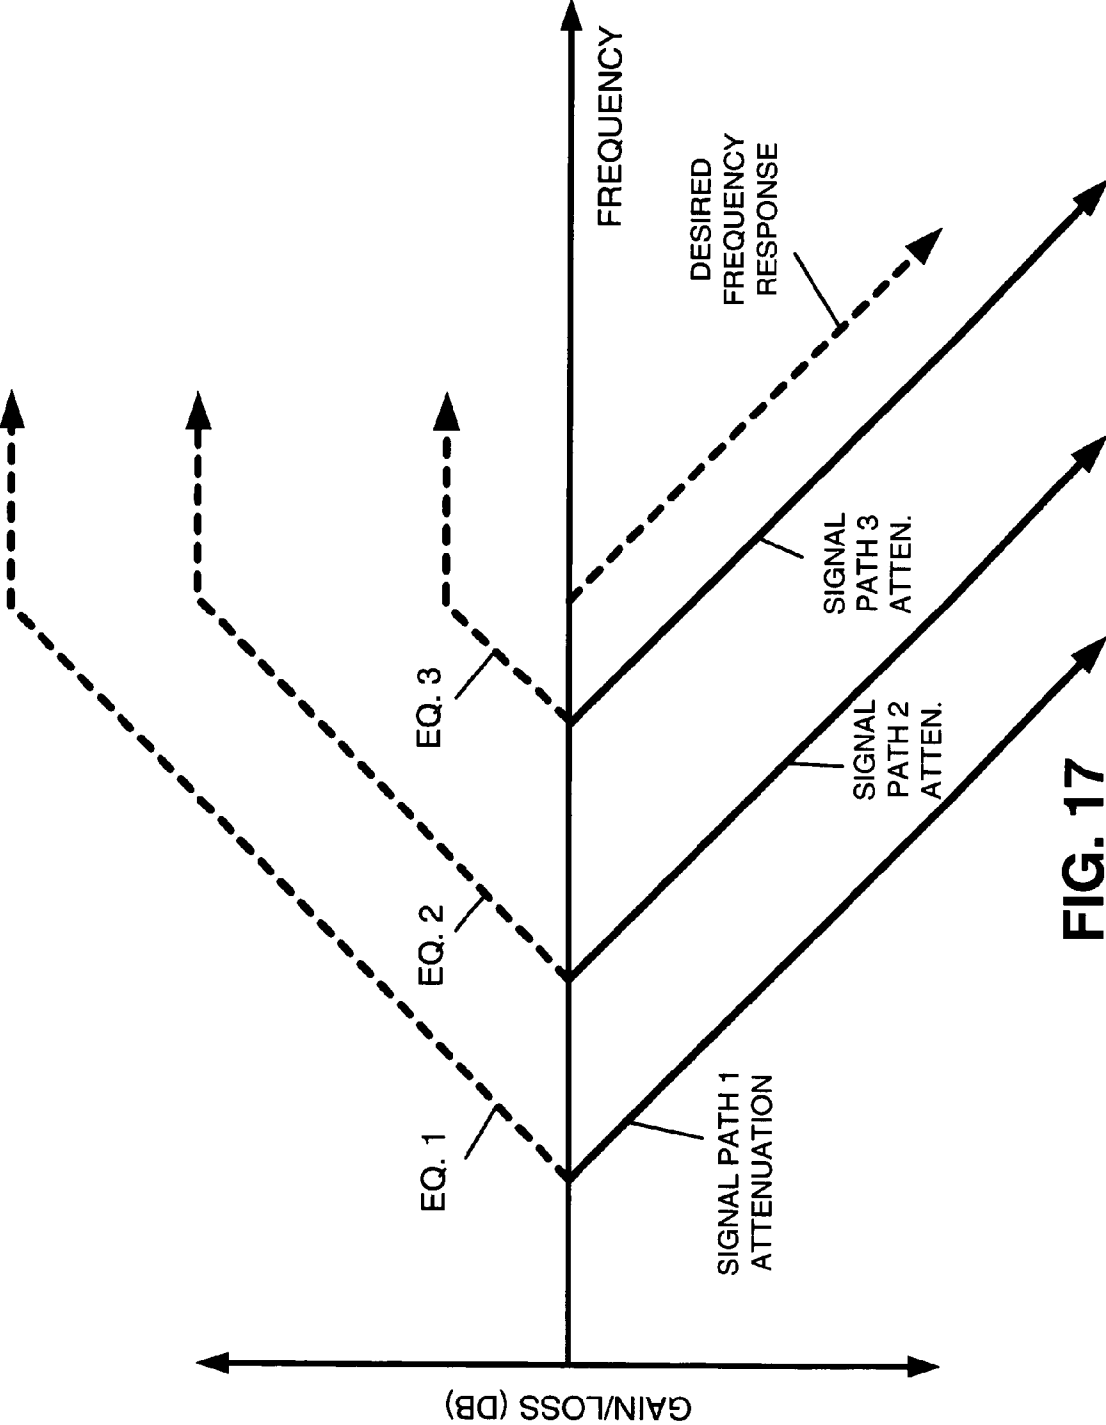 GAIN/LOSS (DB)
EQ. 1
EQ. 2
EQ. 3
FREQUENCY
DESIRED
FREQUENCY
RESPONSE
SIGNAL PATH 1
ATTENUATION
SIGNAL
PATH 2
ATTEN.
SIGNAL
PATH 3
ATTEN.
FIG. 17